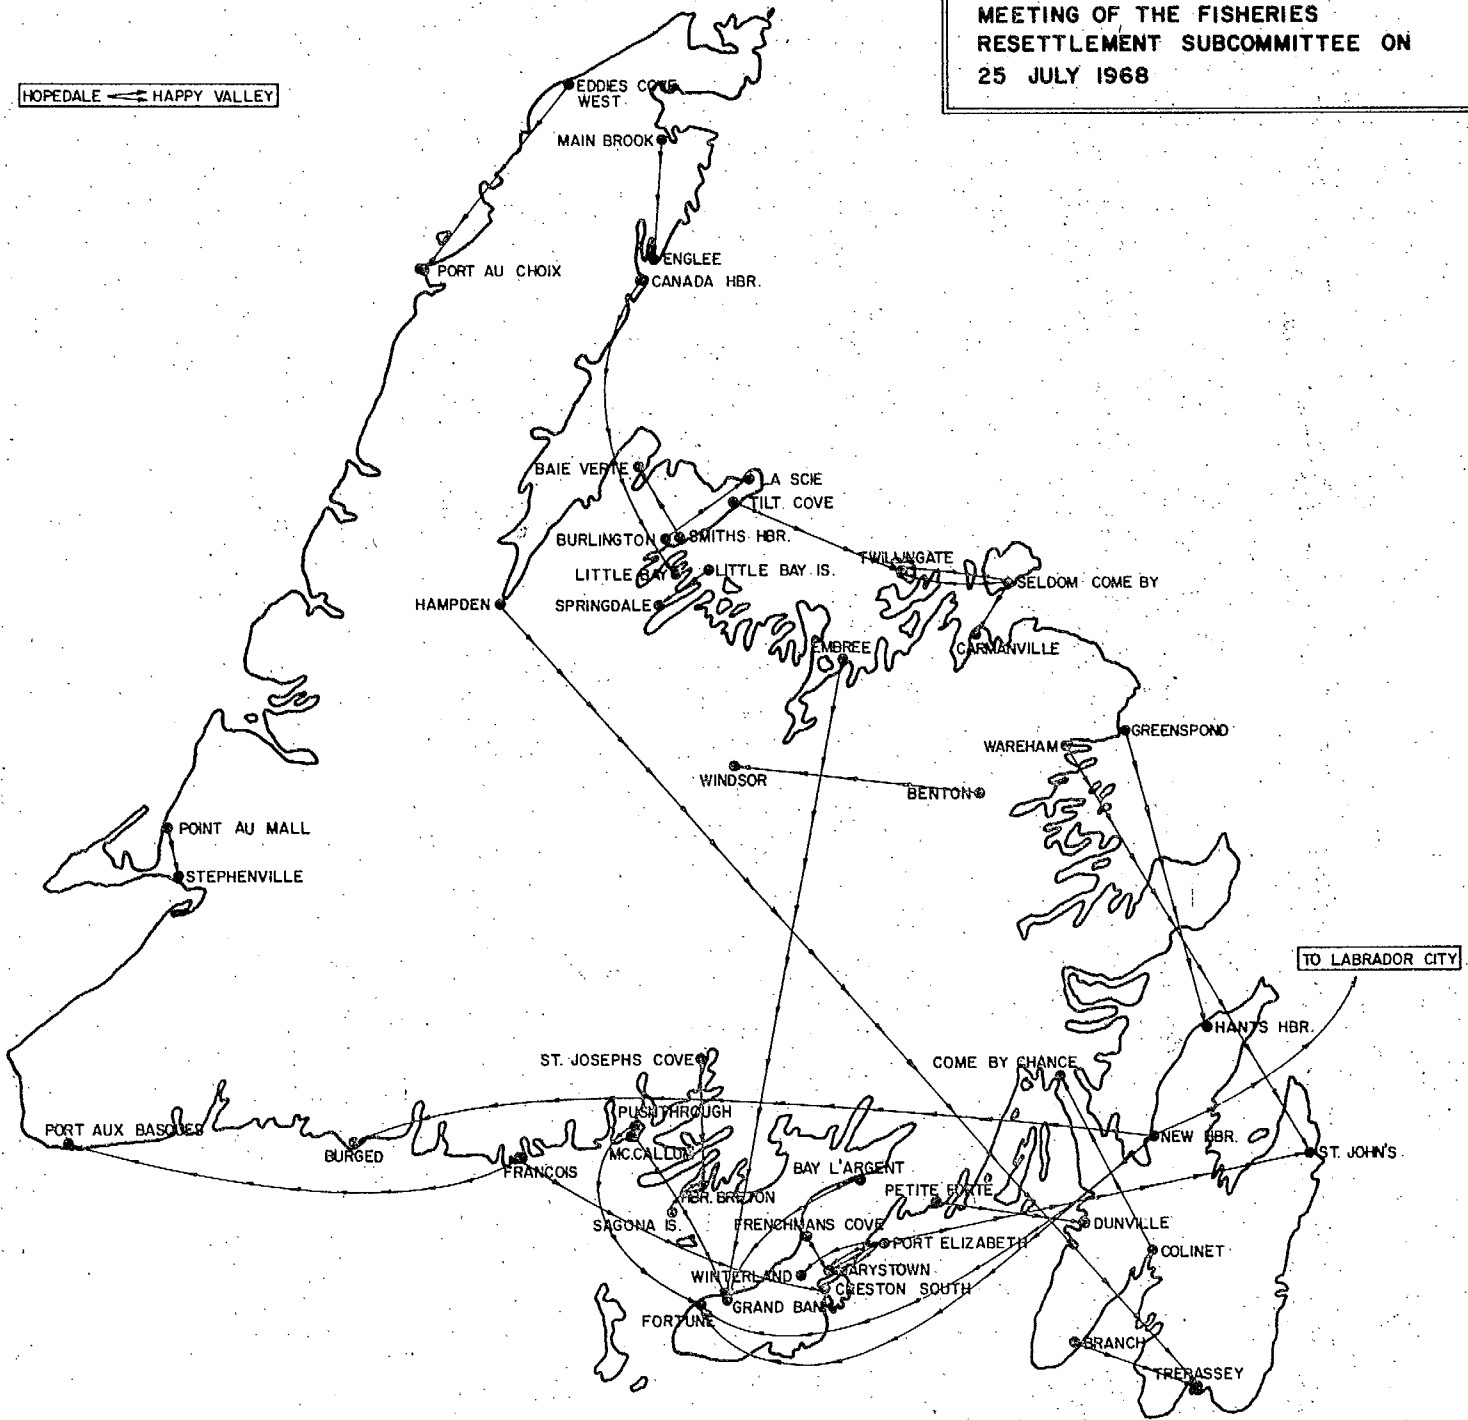 MEETING OF THE FISHERIES
RESETTLEMENT SUBCOMMITTEE ON
25 JULY 1968
HOPEDALE HAPPY VALLEY
EDDIES COVE
WEST
MAIN BROOK
ENGLEE
PORT AU CHOIX
CANADA HBR.
BAIE VERTE
LA SCIE
TILT COVE
BURLINGTON
SMITHS HBR.
TWILLINGATE
LITTLE BAY
LITTLE BAY IS.
SELDOM COME BY
HAMPDEN
SPRINGDALE
EMBREE
CARMANVILLE
GREENSPOND
WAREHAM
WINDSOR
BENTON
POINT AU MALL
STEPHENVILLE
TO LABRADOR CITY
HANTS HBR.
ST. JOSEPHS COVE
COME BY CHANCE
PUSHTHROUGH
PORT AUX BASQUES
NEW HBR.
BURGED
MC.CALLUM
ST. JOHN'S
FRANCOIS
BAY L'ARGENT
PETITE FORTE
HBR. BRETON
SAGONA IS.
FRENCHMANS COVE
DUNVILLE
PORT ELIZABETH
COLINET
WINTERLAND
MARYSTOWN
CRESTON SOUTH
GRAND BANK
FORTUNE
BRANCH
TREPASSEY